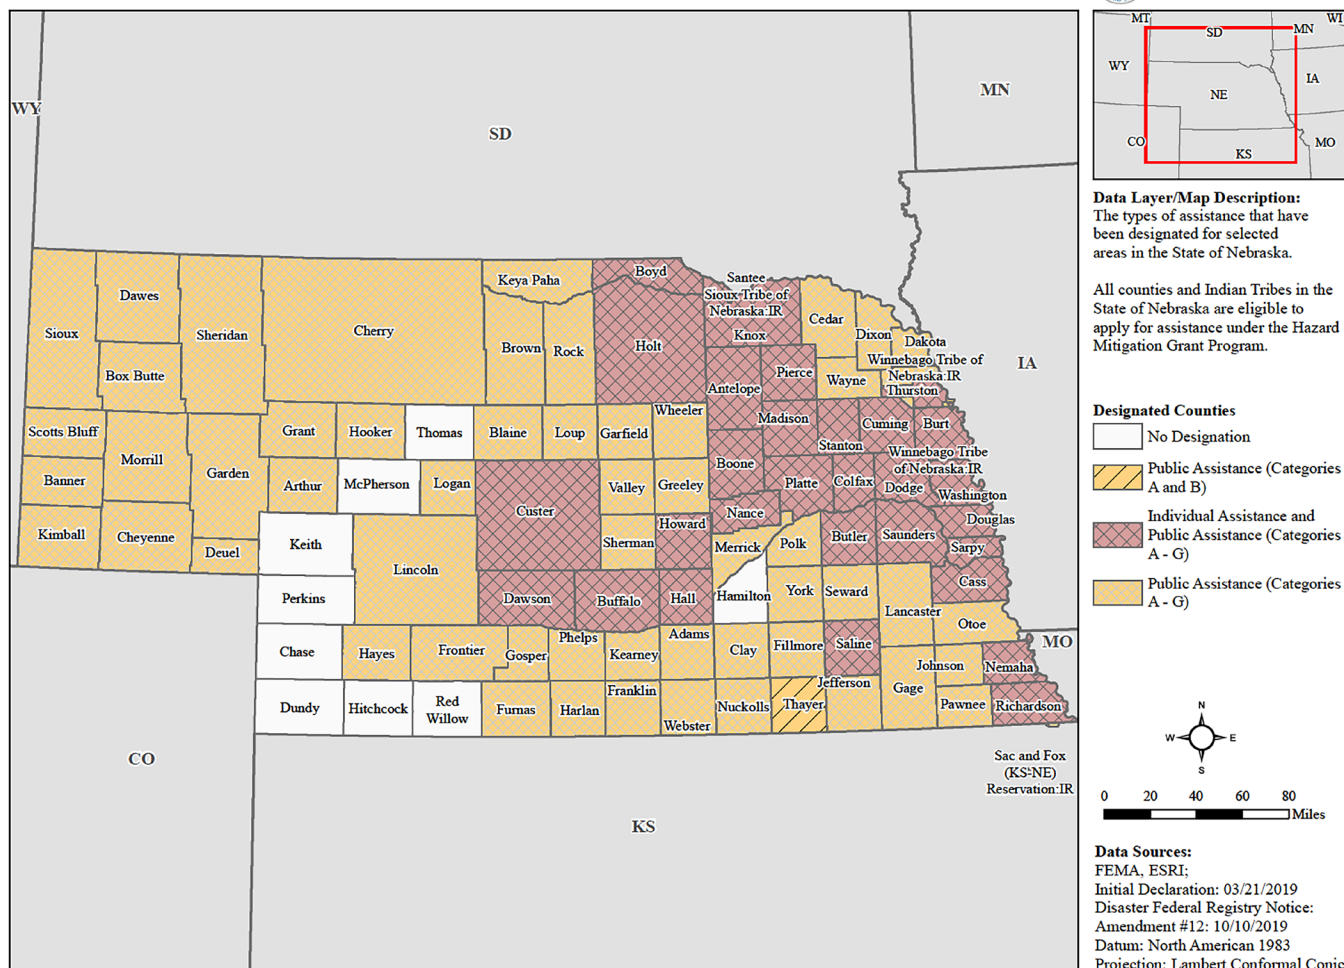 WY
SD
MN
IA
MO
CO
KS
Sioux
Dawes
Box Butte
Sheridan
Cherry
Keya Paha
Brown
Rock
Boyd
Holt
Santee
Sioux Tribe of
Nebraska:IR
Knox
Cedar
Dixon
Dakota
Winnebago Tribe of
Nebraska:IR
Thurston
Wayne
Pierce
Antelope
Scotts Bluff
Banner
Kimball
Morrill
Cheyenne
Garden
Deuel
Grant
Hooker
Thomas
Blaine
Loup
Garfield
Wheeler
Madison
Stanton
Cuming
Burt
Winnebago Tribe
of Nebraska:IR
Arthur
McPherson
Logan
Custer
Valley
Greeley
Boone
Platte
Colfax
Dodge
Washington
Nance
Douglas
Keith
Lincoln
Sherman
Howard
Merrick
Polk
Butler
Saunders
Sarpy
Perkins
Dawson
Buffalo
Hall
Hamilton
York
Seward
Lancaster
Cass
Otoe
Chase
Hayes
Frontier
Gosper
Phelps
Kearney
Adams
Clay
Fillmore
Saline
Johnson
Nemaha
Dundy
Hitchcock
Red
Willow
Furnas
Harlan
Franklin
Webster
Nuckolls
Thayer
Jefferson
Gage
Pawnee
Richardson
Sac and Fox
(KS-NE)
Reservation:IR
MT
SD
MN
WI
WY
NE
IA
CO
KS
MO
Data Layer/Map Description:
The types of assistance that have
been designated for selected
areas in the State of Nebraska.
All counties and Indian Tribes in the
State of Nebraska are eligible to
apply for assistance under the Hazard
Mitigation Grant Program.
Designated Counties
No Designation
Public Assistance (Categories
A and B)
Individual Assistance and
Public Assistance (Categories
A - G)
Public Assistance (Categories
A - G)
N
W
E
S
0 20 40 60 80
Miles
Data Sources:
FEMA, ESRI;
Initial Declaration: 03/21/2019
Disaster Federal Registry Notice:
Amendment #12: 10/10/2019
Datum: North American 1983
Projection: Lambert Conformal Conic